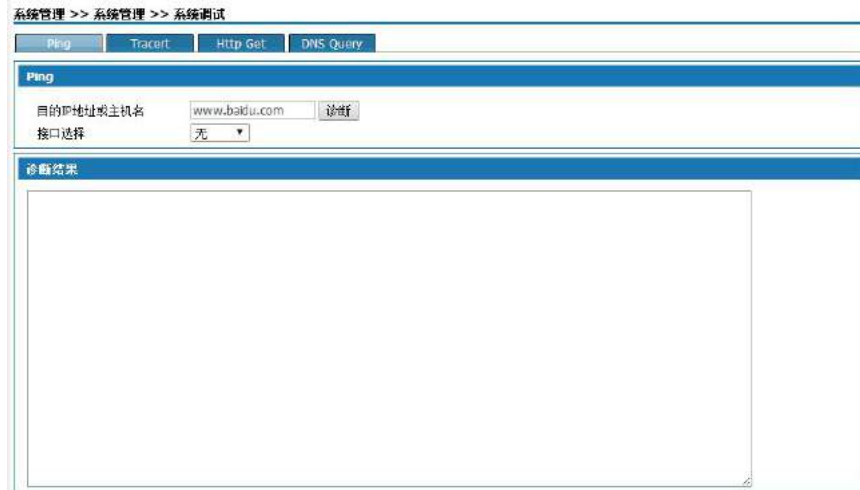 系统管理 >> 系统管理 >> 系统调试
Ping Tracert Http Get DNS Query
Ping
目的IP地址或主机名 www.baidu.com 诊断
接口选择 无
诊断结果